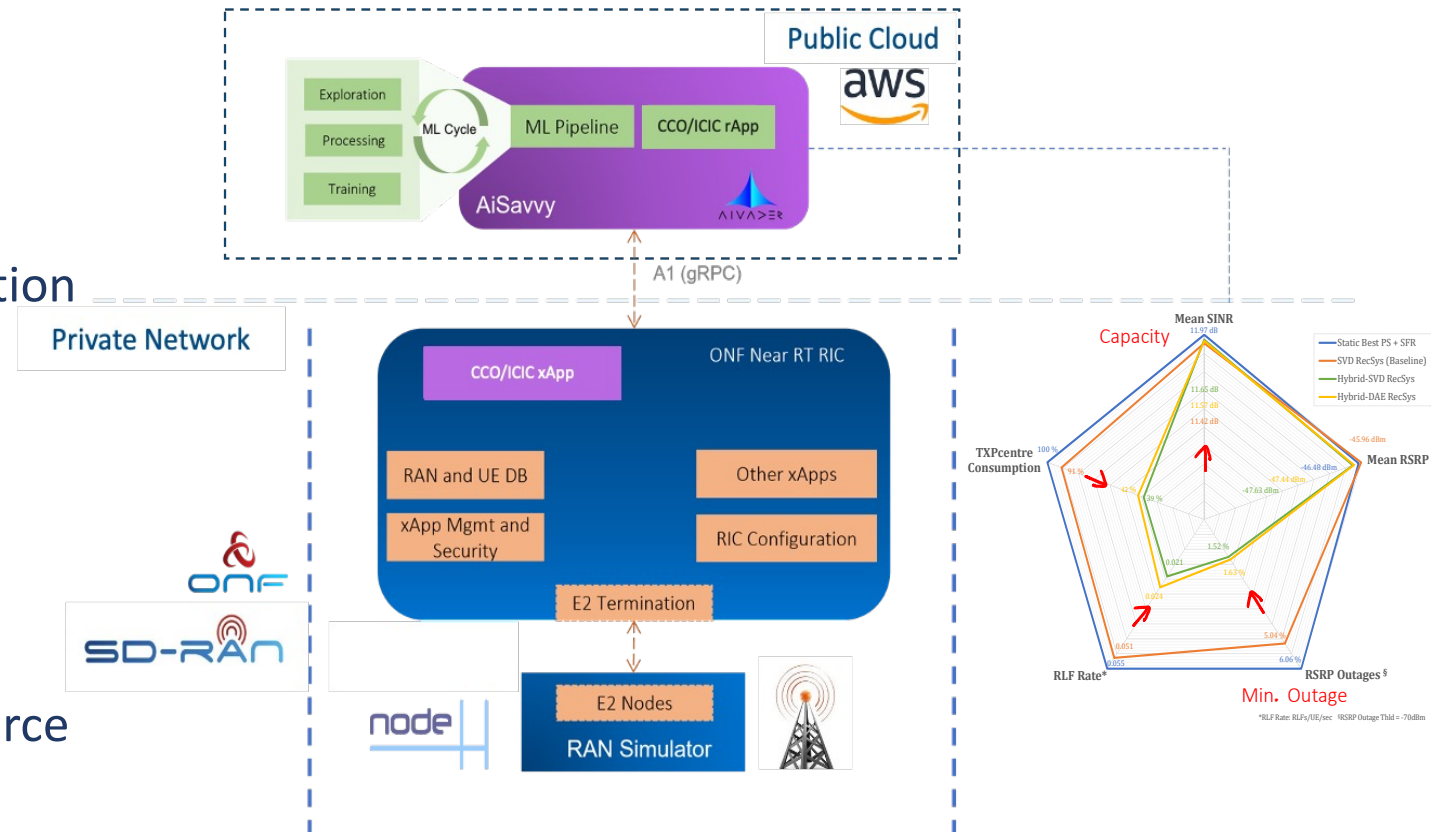 Public Cloud
aws
Exploration
Processing
Training
ML Cycle
ML Pipeline
CCO/ICIC rApp
AiSavvy
AIVADER
A1 (gRPC)
tion
Private Network
ONF Near RT RIC
CCO/ICIC xApp
RAN and UE DB
Other xApps
xApp Mgmt and
Security
RIC Configuration
E2 Termination
ONF
SD-RAN
rce
node H
E2 Nodes
RAN Simulator
Mean SINR
11.97 dB
Capacity
Static Best PS + SFR
SVD RecSys (Baseline)
Hybrid-SVD RecSys
Hybrid-DAE RecSys
11.65 dB
11.57 dB
11.42 dB
-45.96 dBm
Mean RSRP
-46.48 dBm
-47.44 dBm
-47.63 dBm
TXPcentre
Consumption
100 %
91 %
42 %
39 %
1.52 %
1.63 %
0.021
0.024
0.051
0.055
5.04 %
6.06 %
RLF Rate*
RSRP Outages §
Min. Outage
*RLF Rate: RLFs/UE/sec §RSRP Outage Thld = -70dBm